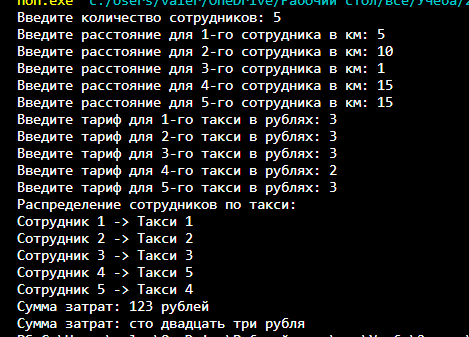 Введите количество сотрудников: 5
Введите расстояние для 1-го сотрудника в км: 5
Введите расстояние для 2-го сотрудника в км: 10
Введите расстояние для 3-го сотрудника в км: 1
Введите расстояние для 4-го сотрудника в км: 15
Введите расстояние для 5-го сотрудника в км: 15
Введите тариф для 1-го такси в рублях: 3
Введите тариф для 2-го такси в рублях: 3
Введите тариф для 3-го такси в рублях: 3
Введите тариф для 4-го такси в рублях: 2
Введите тариф для 5-го такси в рублях: 3
Распределение сотрудников по такси:
Сотрудник 1 -> Такси 1
Сотрудник 2 -> Такси 2
Сотрудник 3 -> Такси 3
Сотрудник 4 -> Такси 5
Сотрудник 5 -> Такси 4
Сумма затрат: 123 рублей
Сумма затрат: сто двадцать три рубля